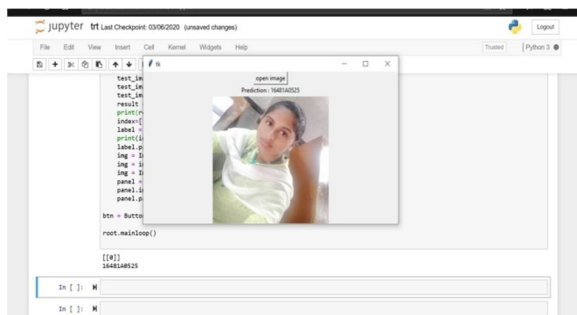 jupyter trt Last Checkpoint: 03/06/2020 (unsaved changes)
Logout
File Edit View Insert Cell Kernel Widgets Help
Trusted
Python 3
tk
open image
Prediction : 16481A0525
test_im
test_im
test_im
result
print(r
index=[
label =
print(i
label.p
img = I
img = i
img = I
panel =
panel.i
panel.p
btn = Butto
root.mainloop()
[[0]]
16481A0525
In [ ]:
In [ ]: